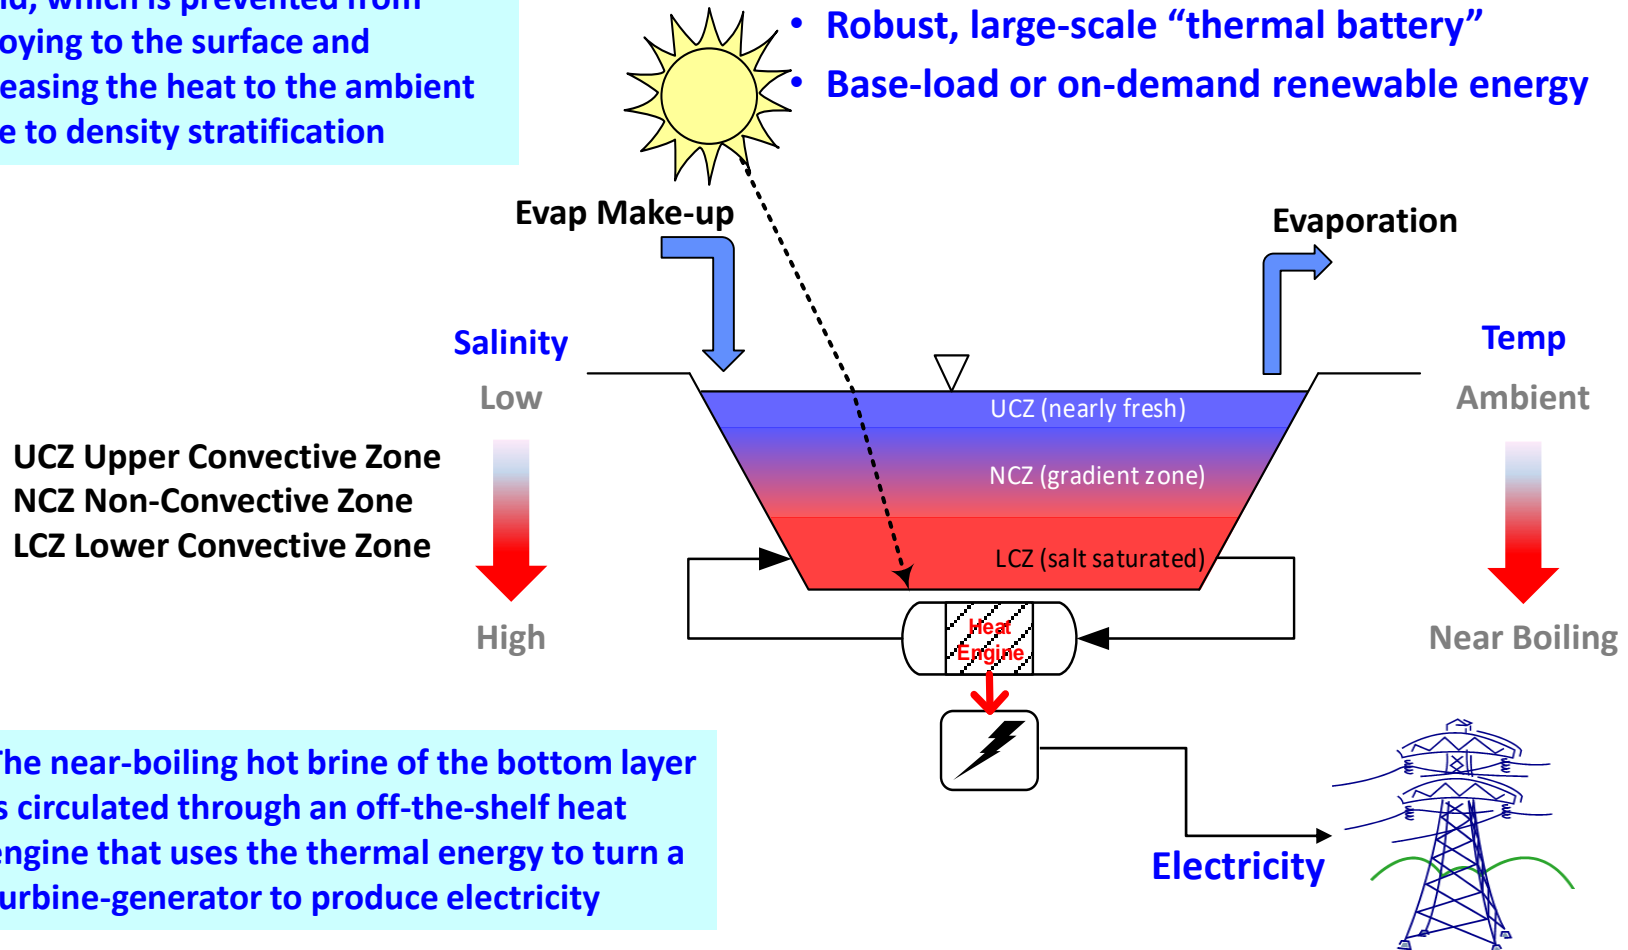 oying to the surface and
easing the heat to the ambient
e to density stratification
• Robust, large-scale “thermal battery”
• Base-load or on-demand renewable energy
Evap Make-up
Evaporation
Salinity
Low
High
UCZ Upper Convective Zone
NCZ Non-Convective Zone
LCZ Lower Convective Zone
UCZ (nearly fresh)
NCZ (gradient zone)
LCZ (salt saturated)
Temp
Ambient
Near Boiling
Heat
Engine
Electricity
The near-boiling hot brine of the bottom layer
s circulated through an off-the-shelf heat
engine that uses the thermal energy to turn a
urbine-generator to produce electricity